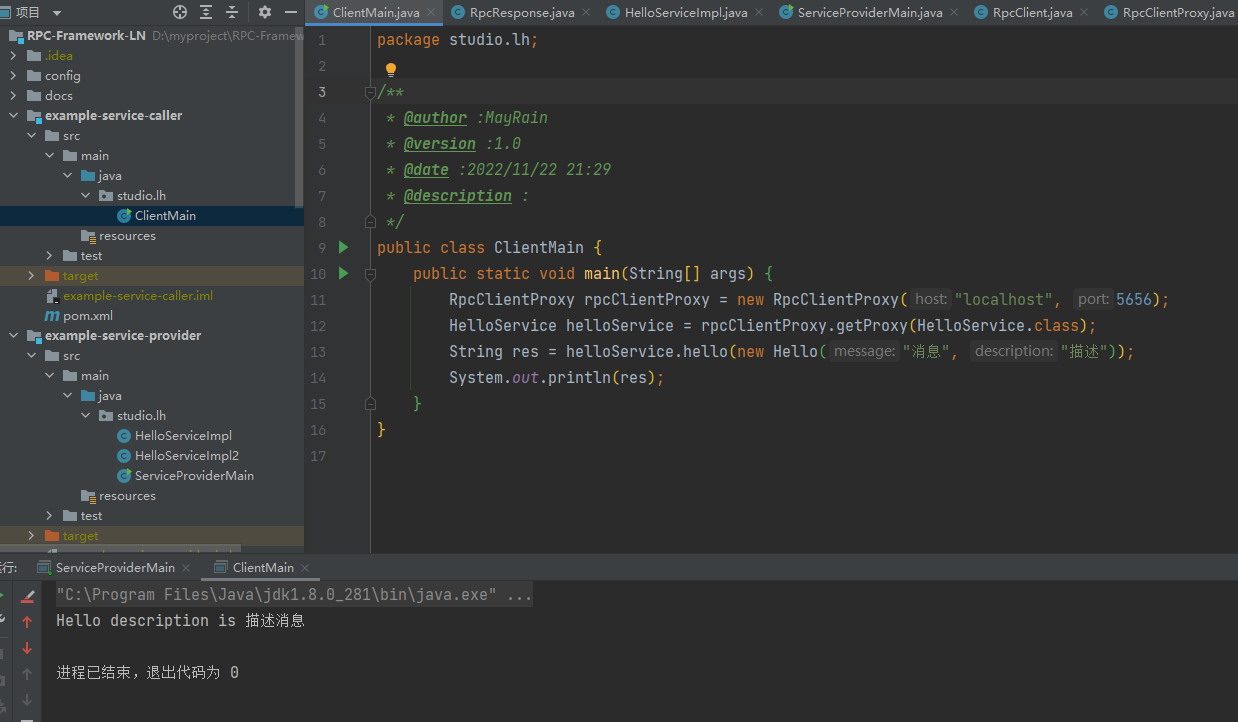 项目
ClientMain.java RpcResponse.java HelloServiceImpl.java ServiceProviderMain.java RpcClient.java RpcClientProxy.java
RPC-Framework-LN D:\myproject\RPC-Framew
.idea
config
docs
example-service-caller
src
main
java
studio.lh
ClientMain
resources
test
target
example-service-caller.iml
pom.xml
example-service-provider
src
main
java
studio.lh
HelloServiceImpl
HelloServiceImpl2
ServiceProviderMain
resources
test
target
1 package studio.lh;
2
3 /**
4 * @author :MayRain
5 * @version :1.0
6 * @date :2022/11/22 21:29
7 * @description :
8 */
9 public class ClientMain {
10 public static void main(String[] args) {
11 RpcClientProxy rpcClientProxy = new RpcClientProxy( host: "localhost", port: 5656);
12 HelloService helloService = rpcClientProxy.getProxy(HelloService.class);
13 String res = helloService.hello(new Hello( message: "消息", description: "描述"));
14 System.out.println(res);
15 }
16 }
17
行: ServiceProviderMain ClientMain
"C:\Program Files\Java\jdk1.8.0_281\bin\java.exe" ...
Hello description is 描述消息
进程已结束,退出代码为 0